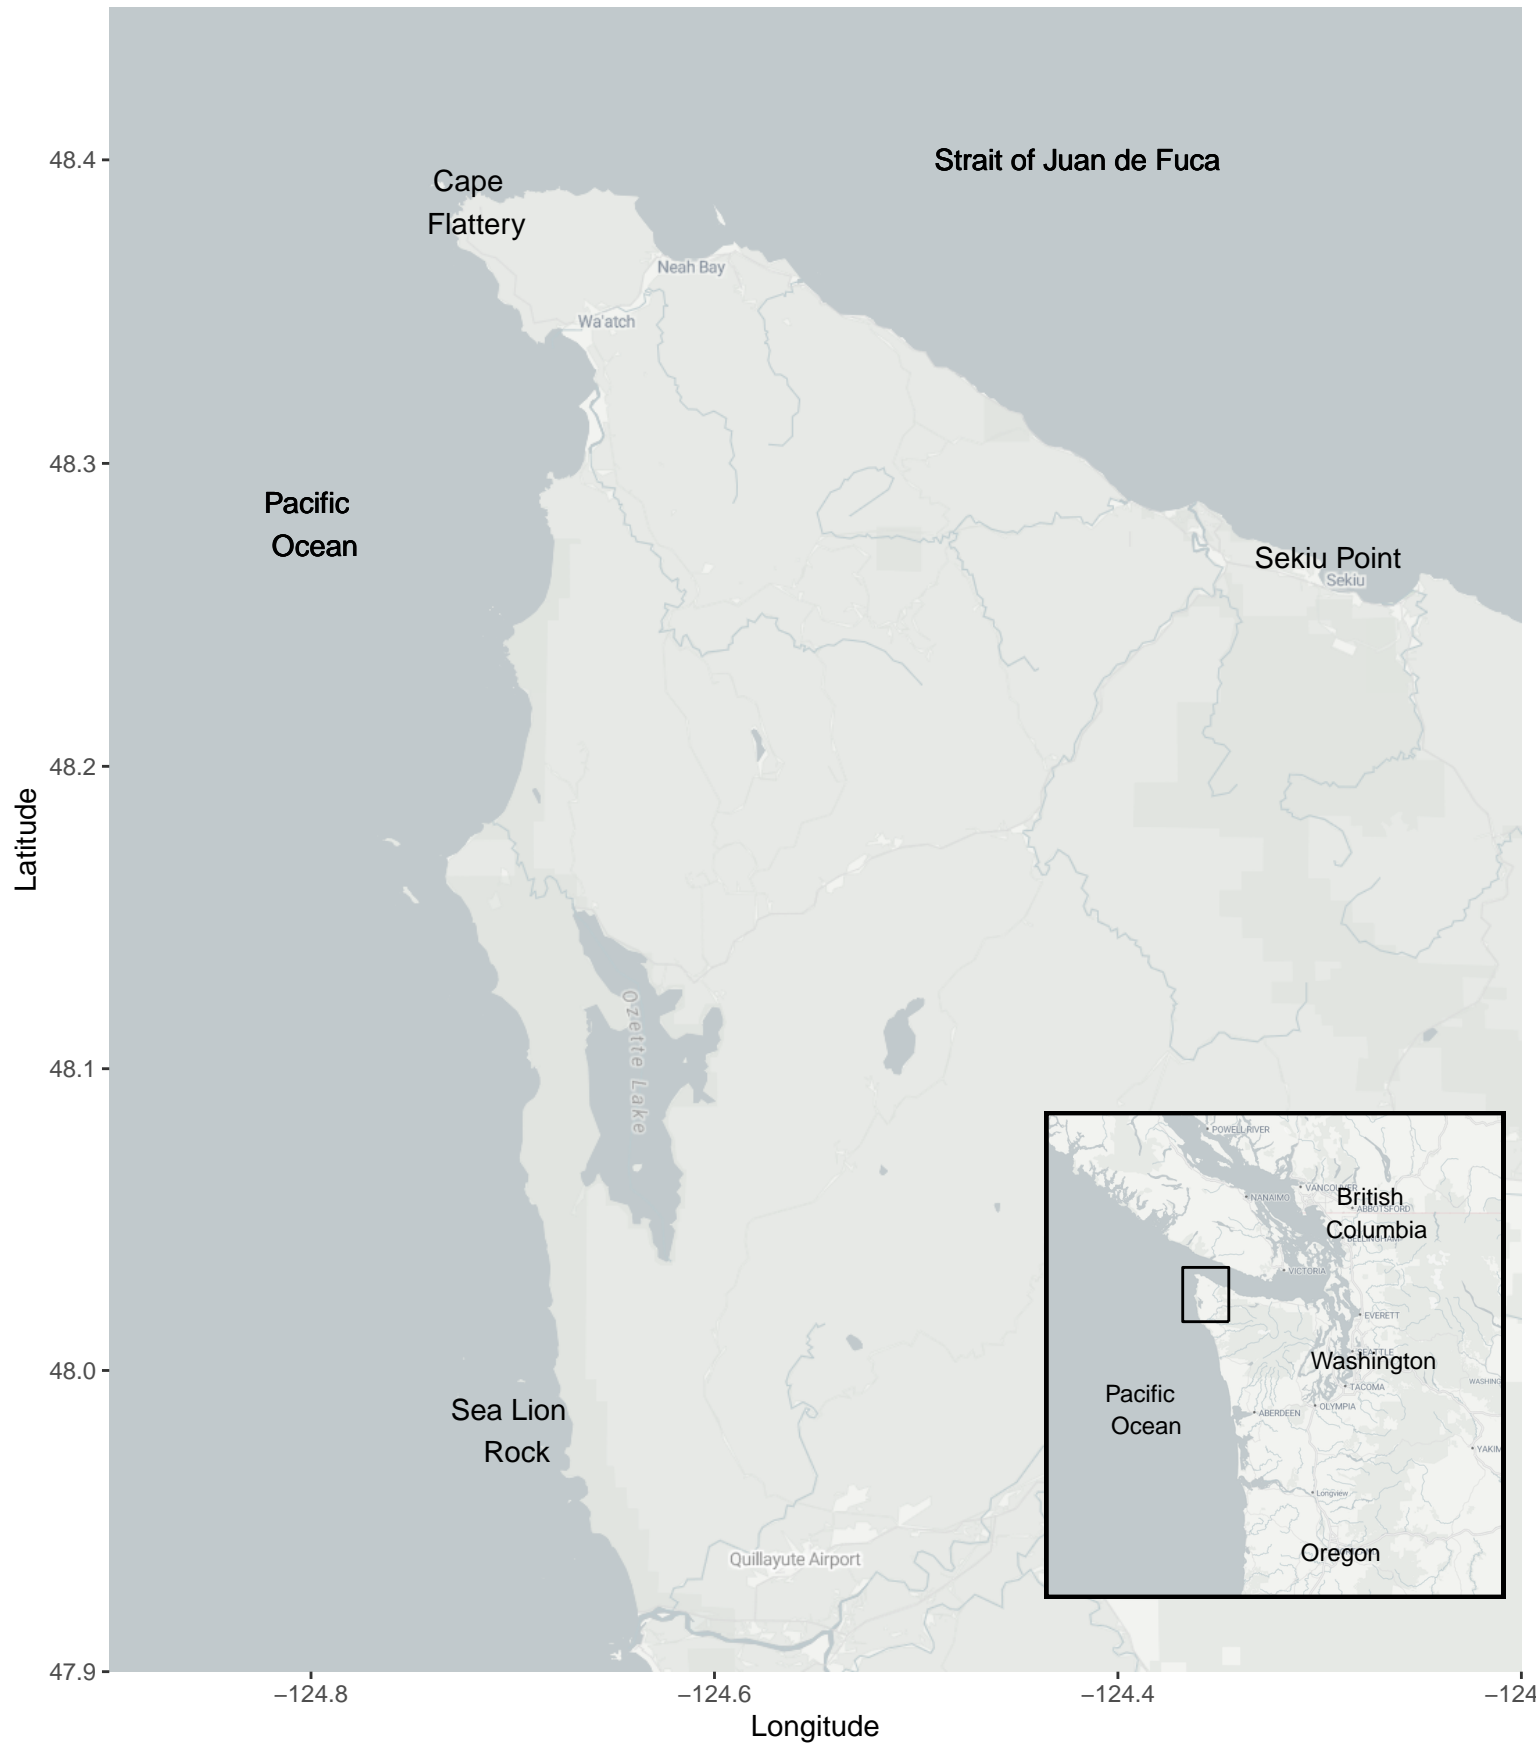 48.4
Strait of Juan de Fuca
Cape
Flattery
Neah Bay
Wa'atch
48.3
Pacific
Ocean
Sekiu Point
Sekiu
48.2
Latitude
Ozette Lake
48.1
POWELL RIVER
VANCOUVER
NANAIMO
British
ABBOTSFORD
Columbia
BELLINGHAM
VICTORIA
EVERETT
SEATTLE
Washington
WASHING
TACOMA
Pacific
Ocean
OLYMPIA
ABERDEEN
YAKIM
Longview
Oregon
48.0
Sea Lion
Rock
Quillayute Airport
47.9
−124.8
−124.6
−124.4
−124
Longitude